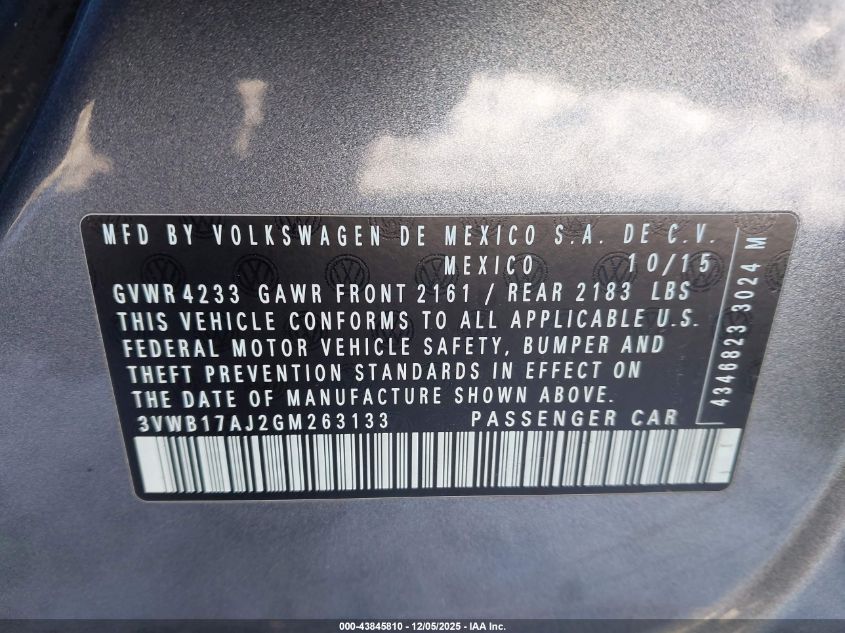 MFD BY VOLKSWAGEN DE MEXICO S.A. DE C.V.
MEXICO 10/15
GVWR 4233 GAWR FRONT 2161 / REAR 2183 LBS
THIS VEHICLE CONFORMS TO ALL APPLICABLE U.S.
FEDERAL MOTOR VEHICLE SAFETY, BUMPER AND
THEFT PREVENTION STANDARDS IN EFFECT ON
THE DATE OF MANUFACTURE SHOWN ABOVE.
3VWB17AJ2GM263133 PASSENGER CAR
4346823 3024 M
000-43845810 - 12/05/2025 - IAA Inc.